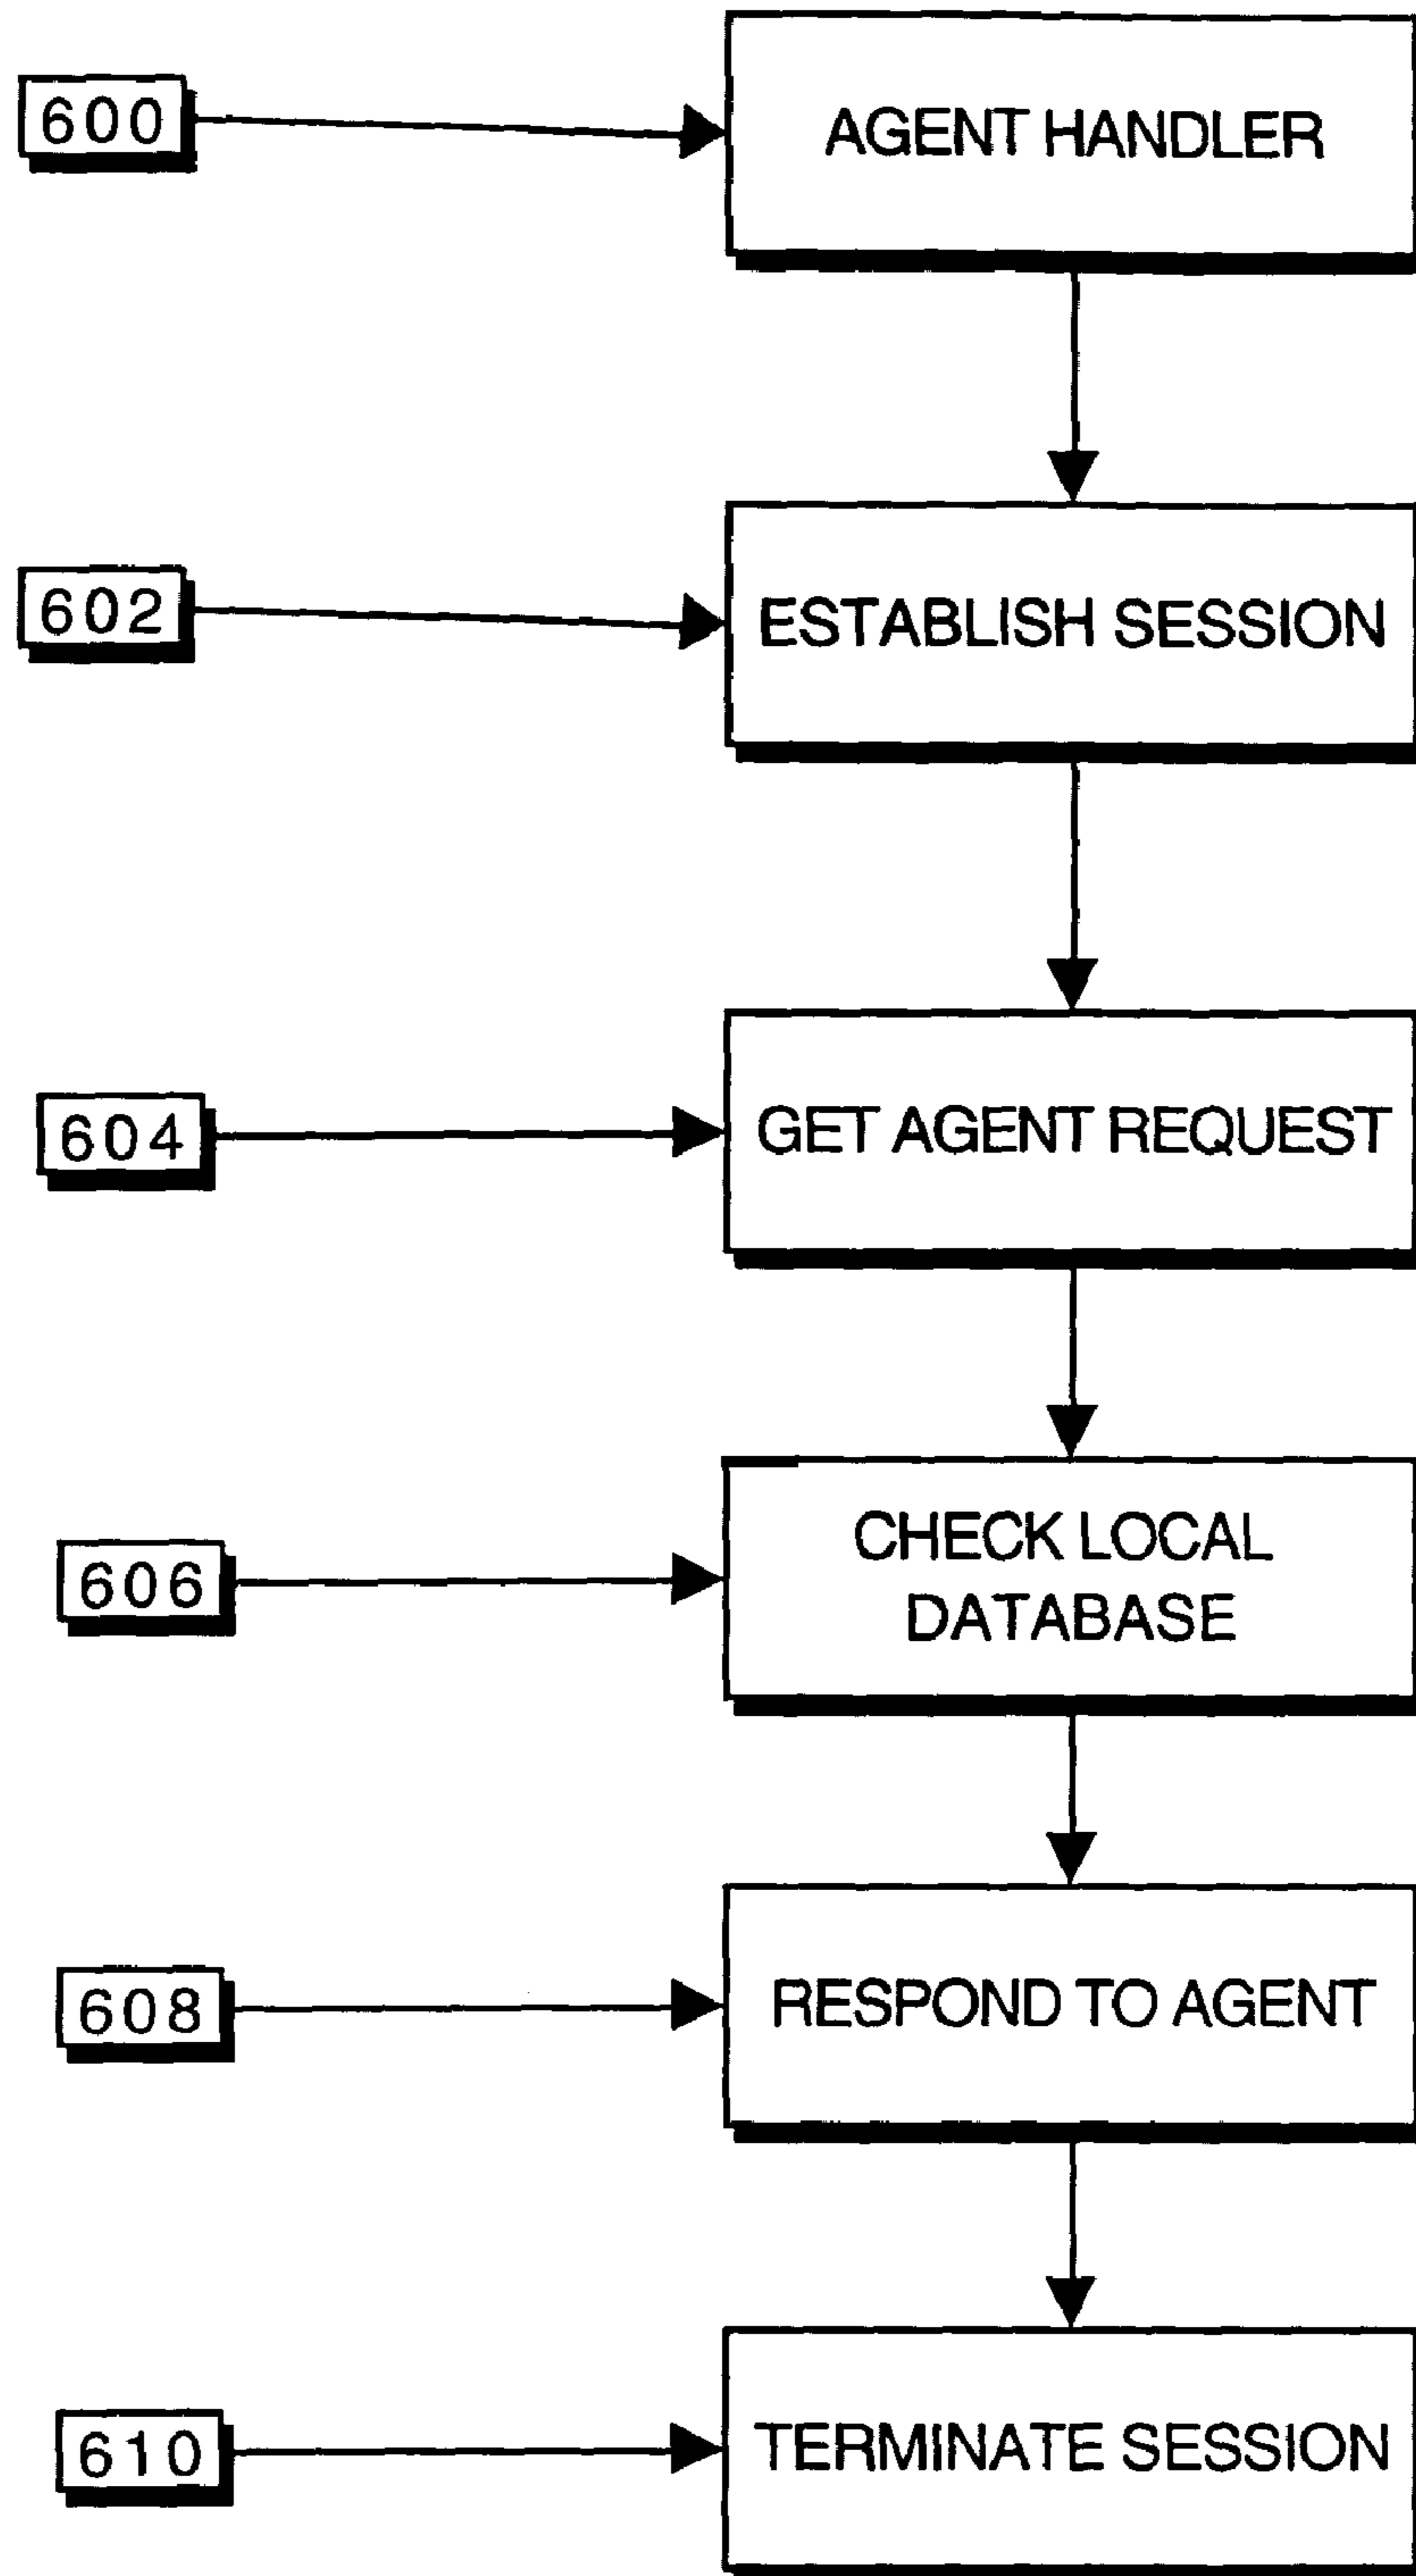 600
AGENT HANDLER
602
ESTABLISH SESSION
604
GET AGENT REQUEST
606
CHECK LOCAL
DATABASE
608
RESPOND TO AGENT
610
TERMINATE SESSION